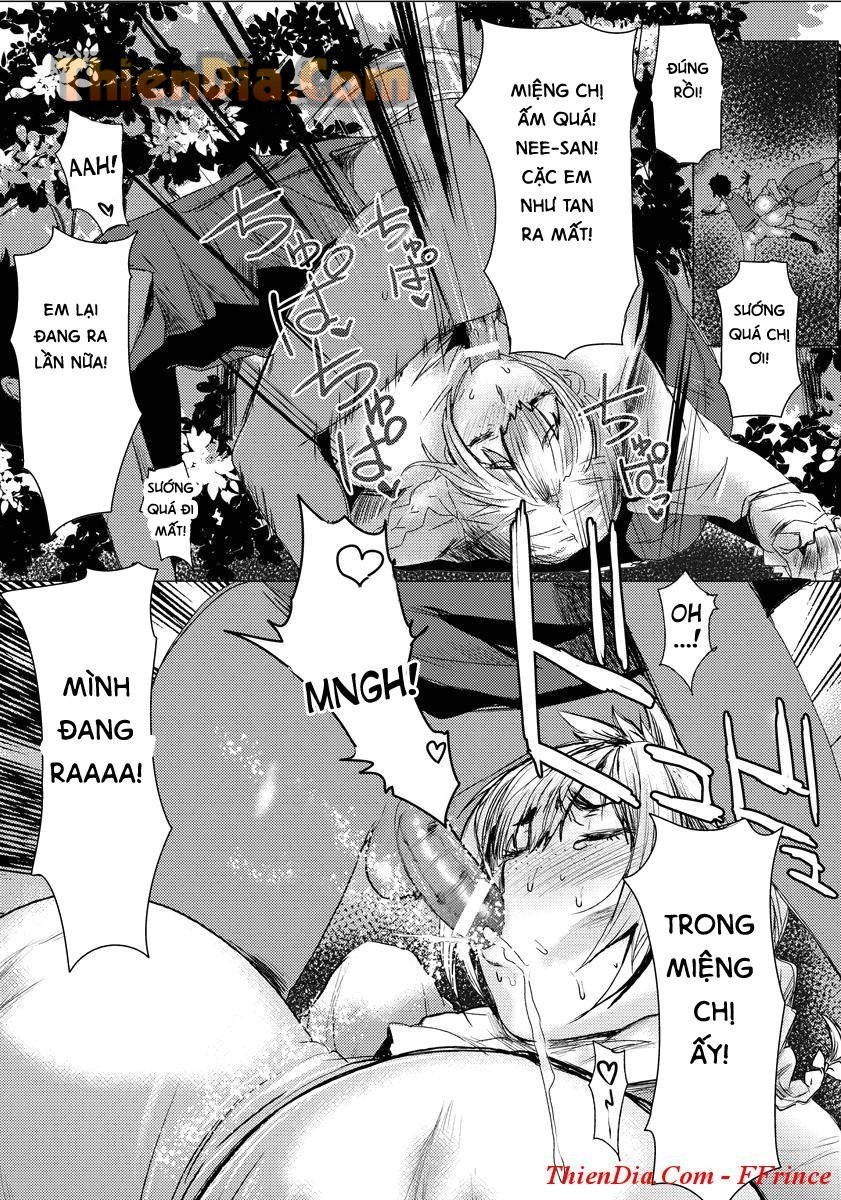 ThienDia.Com
ĐÚNG
RỒI!
MIỆNG CHỊ
ẤM QUÁ!
NEE-SAN!
CẶC EM
NHƯ TAN
RA MẤT!
SƯỚNG
QUÁ CHỊ
ƠI!
AAH!
EM LẠI
ĐANG RA
LẦN NỮA!
SƯỚNG
QUÁ ĐI
MẤT!
ちゅぱ
ちゅぱ
ちゅぱ
ちゅぱっ
OH
...!
MNGH!
MÌNH
ĐANG
RAAAA!
TRONG
MIỆNG
CHỊ
ẤY!
ThienDia.Com - FFrince